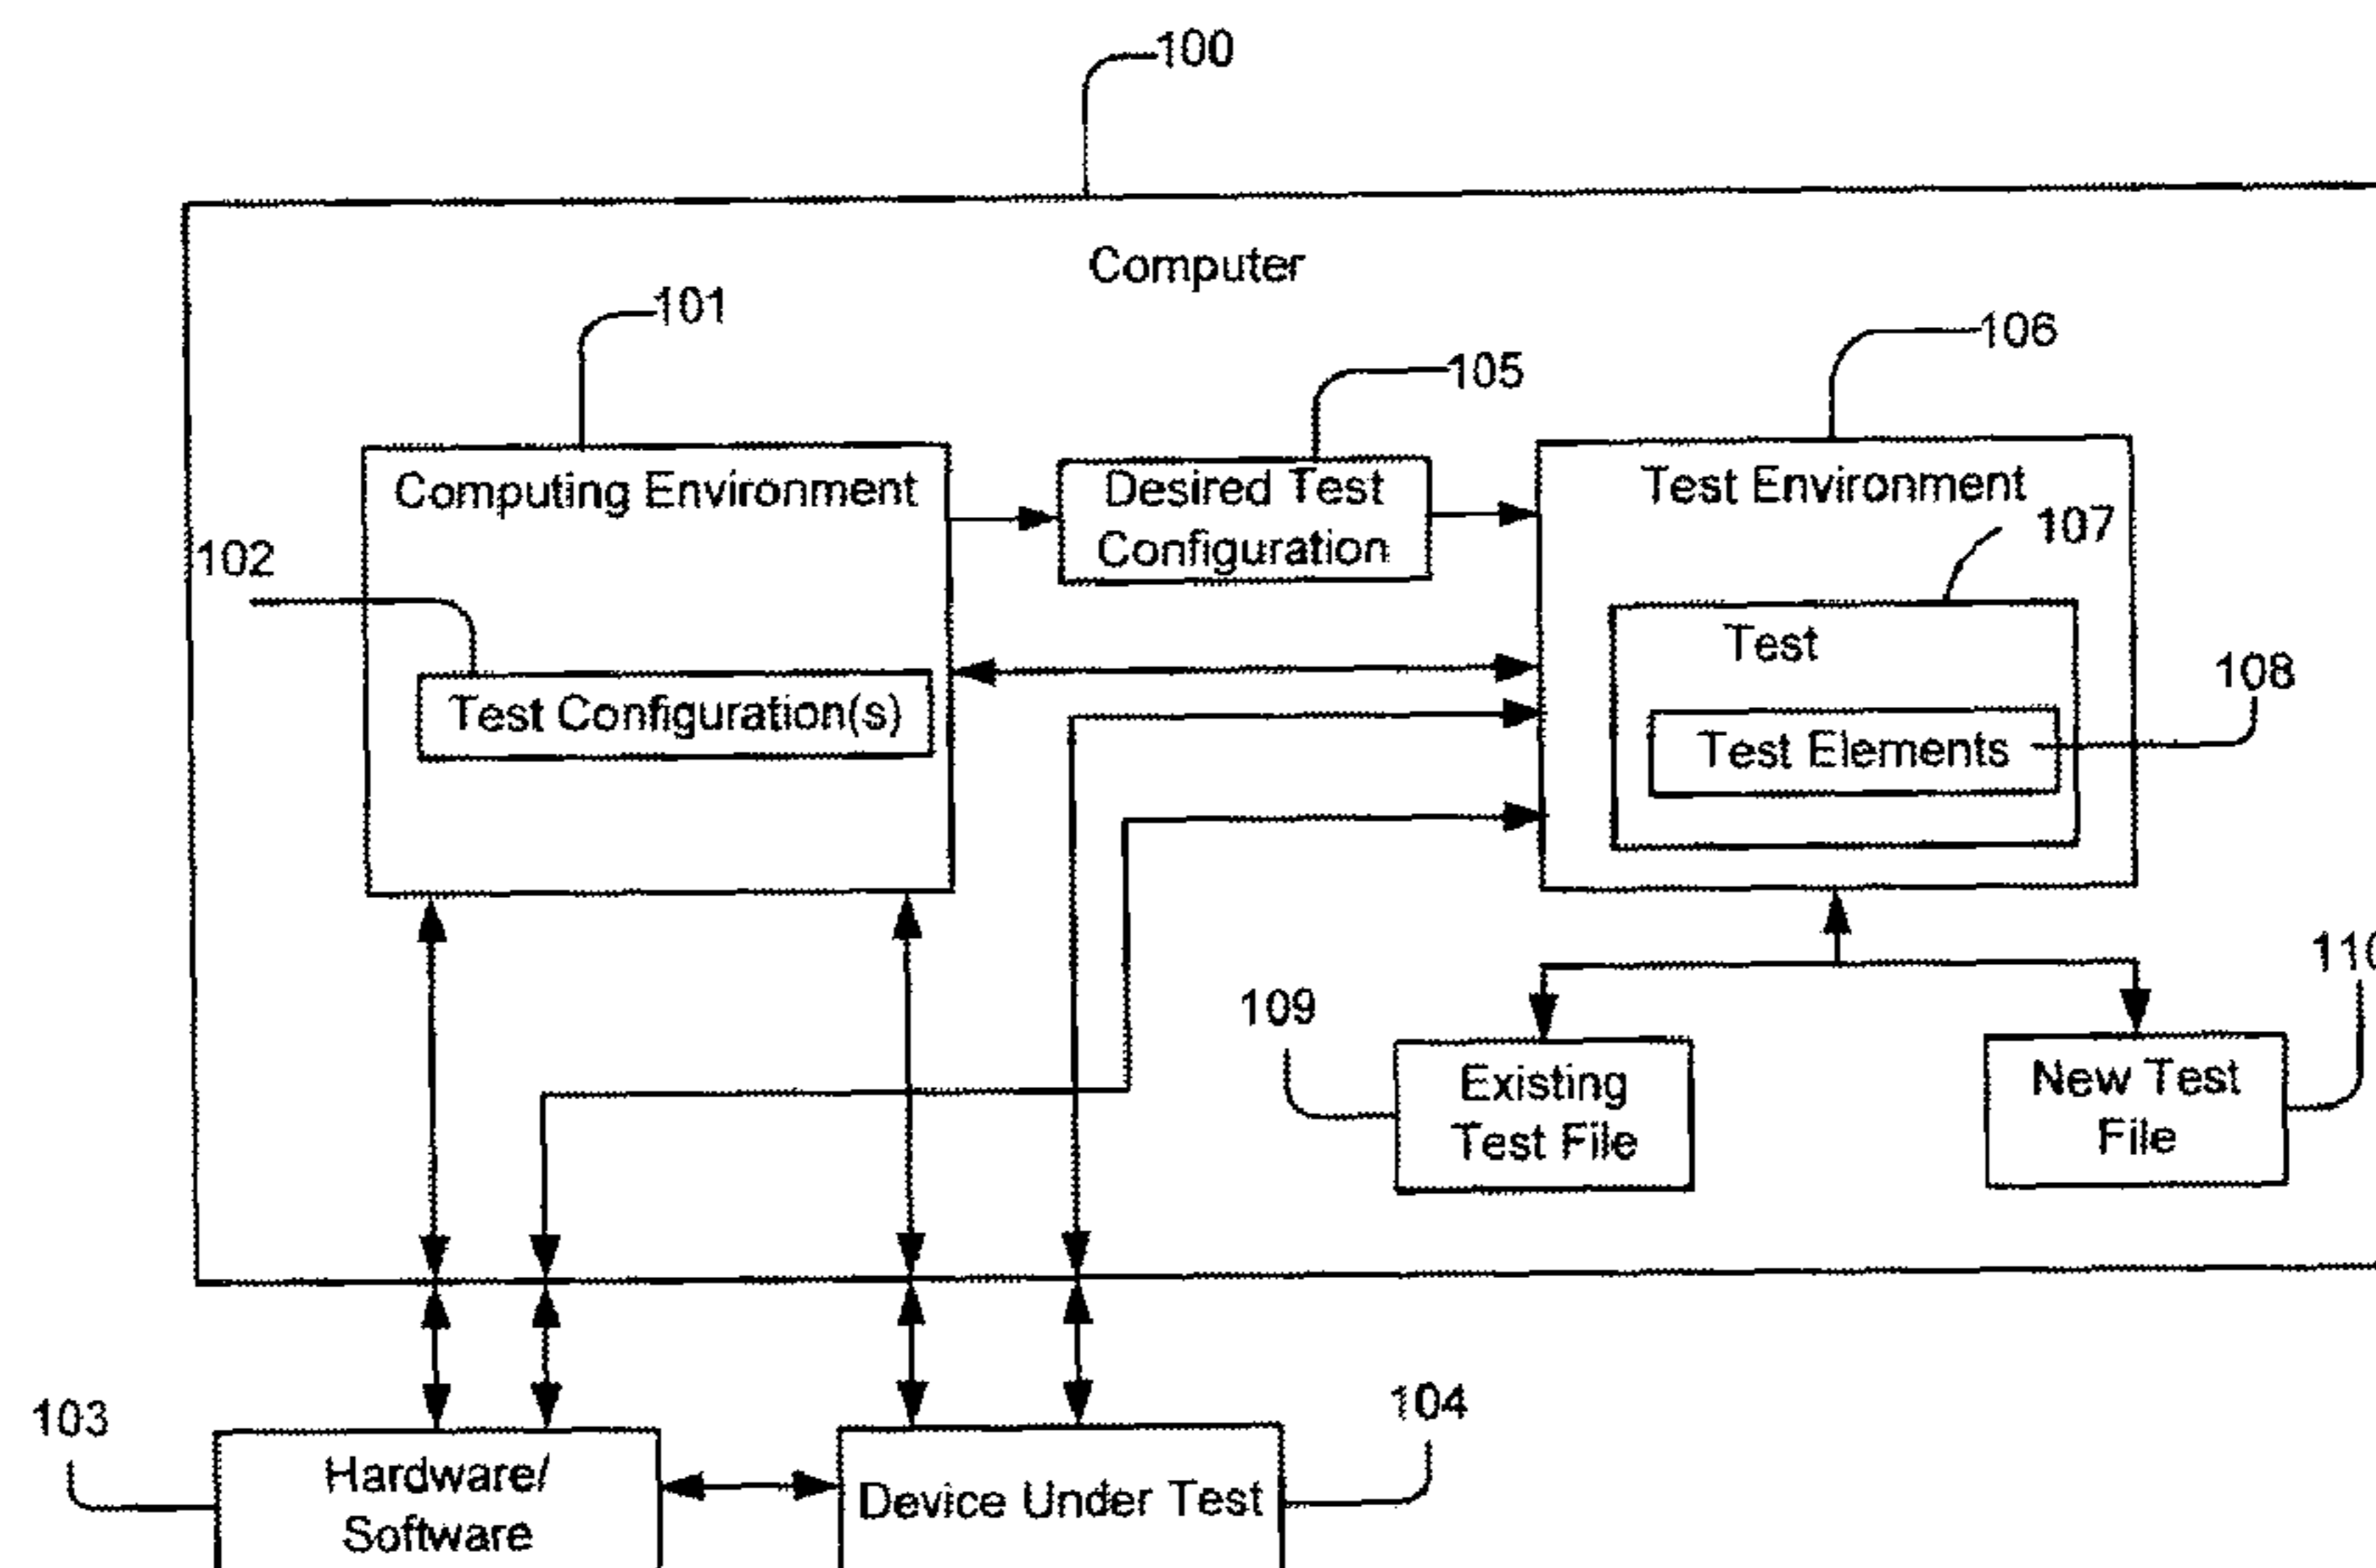 100
Computer
101
106
105
Computing Environment
Desired Test
Configuration
Test Environment
107
102
Test
108
Test Configuration(s)
Test Elements
109
Existing
Test File
New Test
File
103
104
Hardware/
Software
Device Under Test